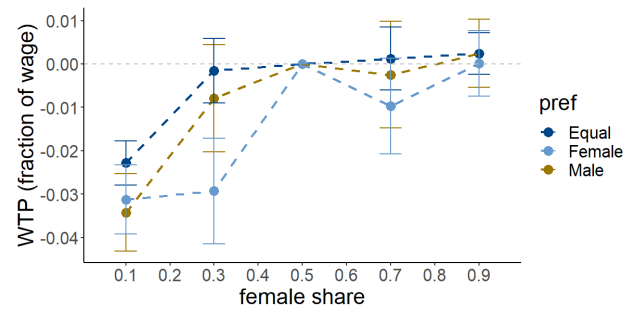 WTP (fraction of wage)
0.01
0.00
-0.01
-0.02
-0.03
-0.04
0.1 0.2 0.3 0.4 0.5 0.6 0.7 0.8 0.9
female share
pref
Equal
Female
Male